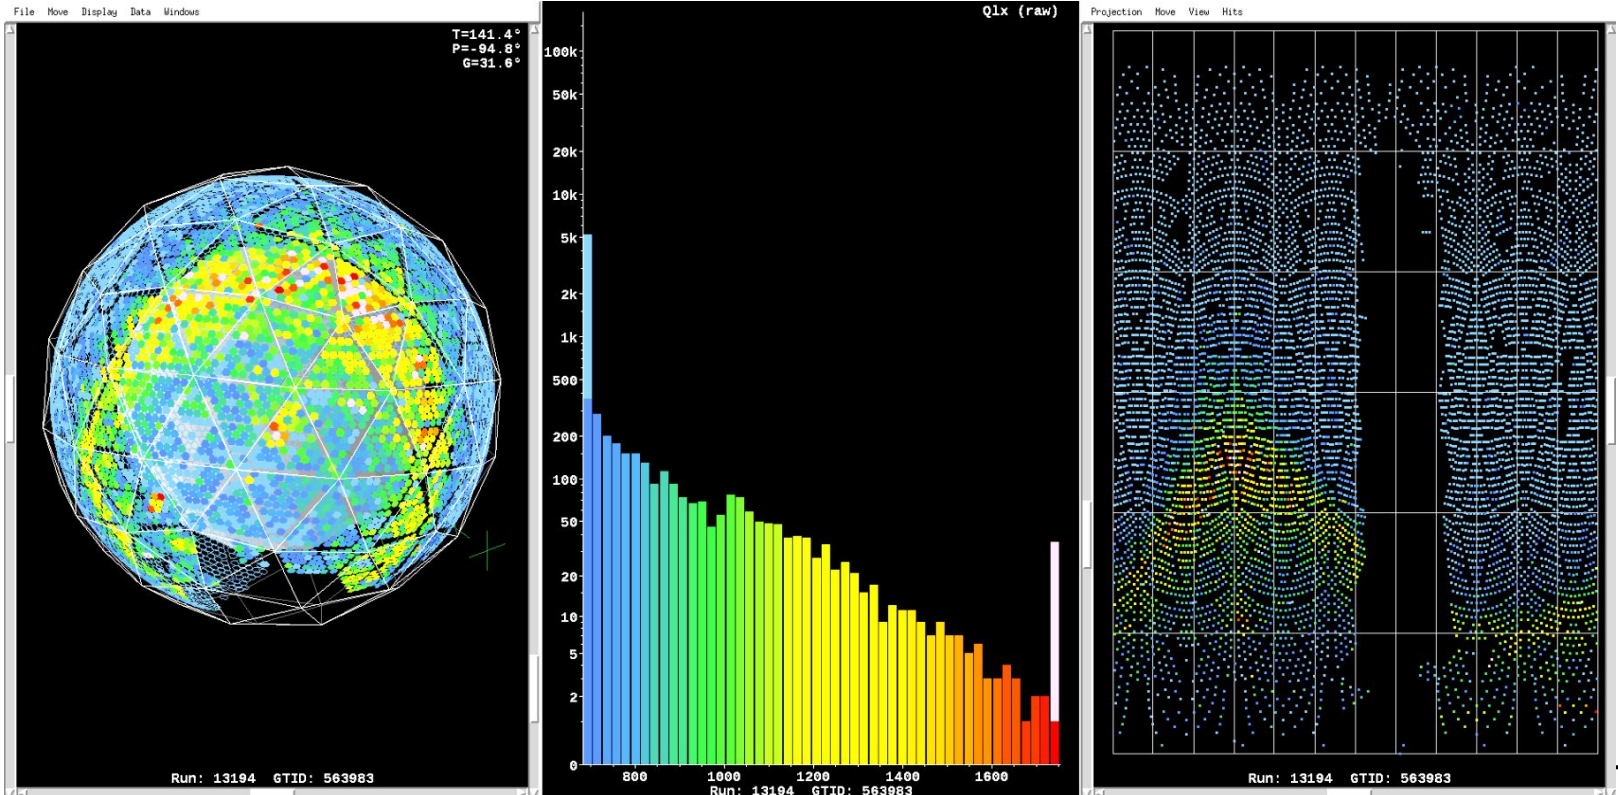 File Move Display Data Windows
T=141.4°
P=-94.8°
G=31.6°
Run: 13194 GTID: 563983
Qlx (raw)
100k
50k
20k
10k
5k
2k
1k
500
200
100
50
20
10
5
2
0
800 1000 1200 1400 1600
Run: 13194 GTID: 563983
Projection Move View Hits
Run: 13194 GTID: 563983